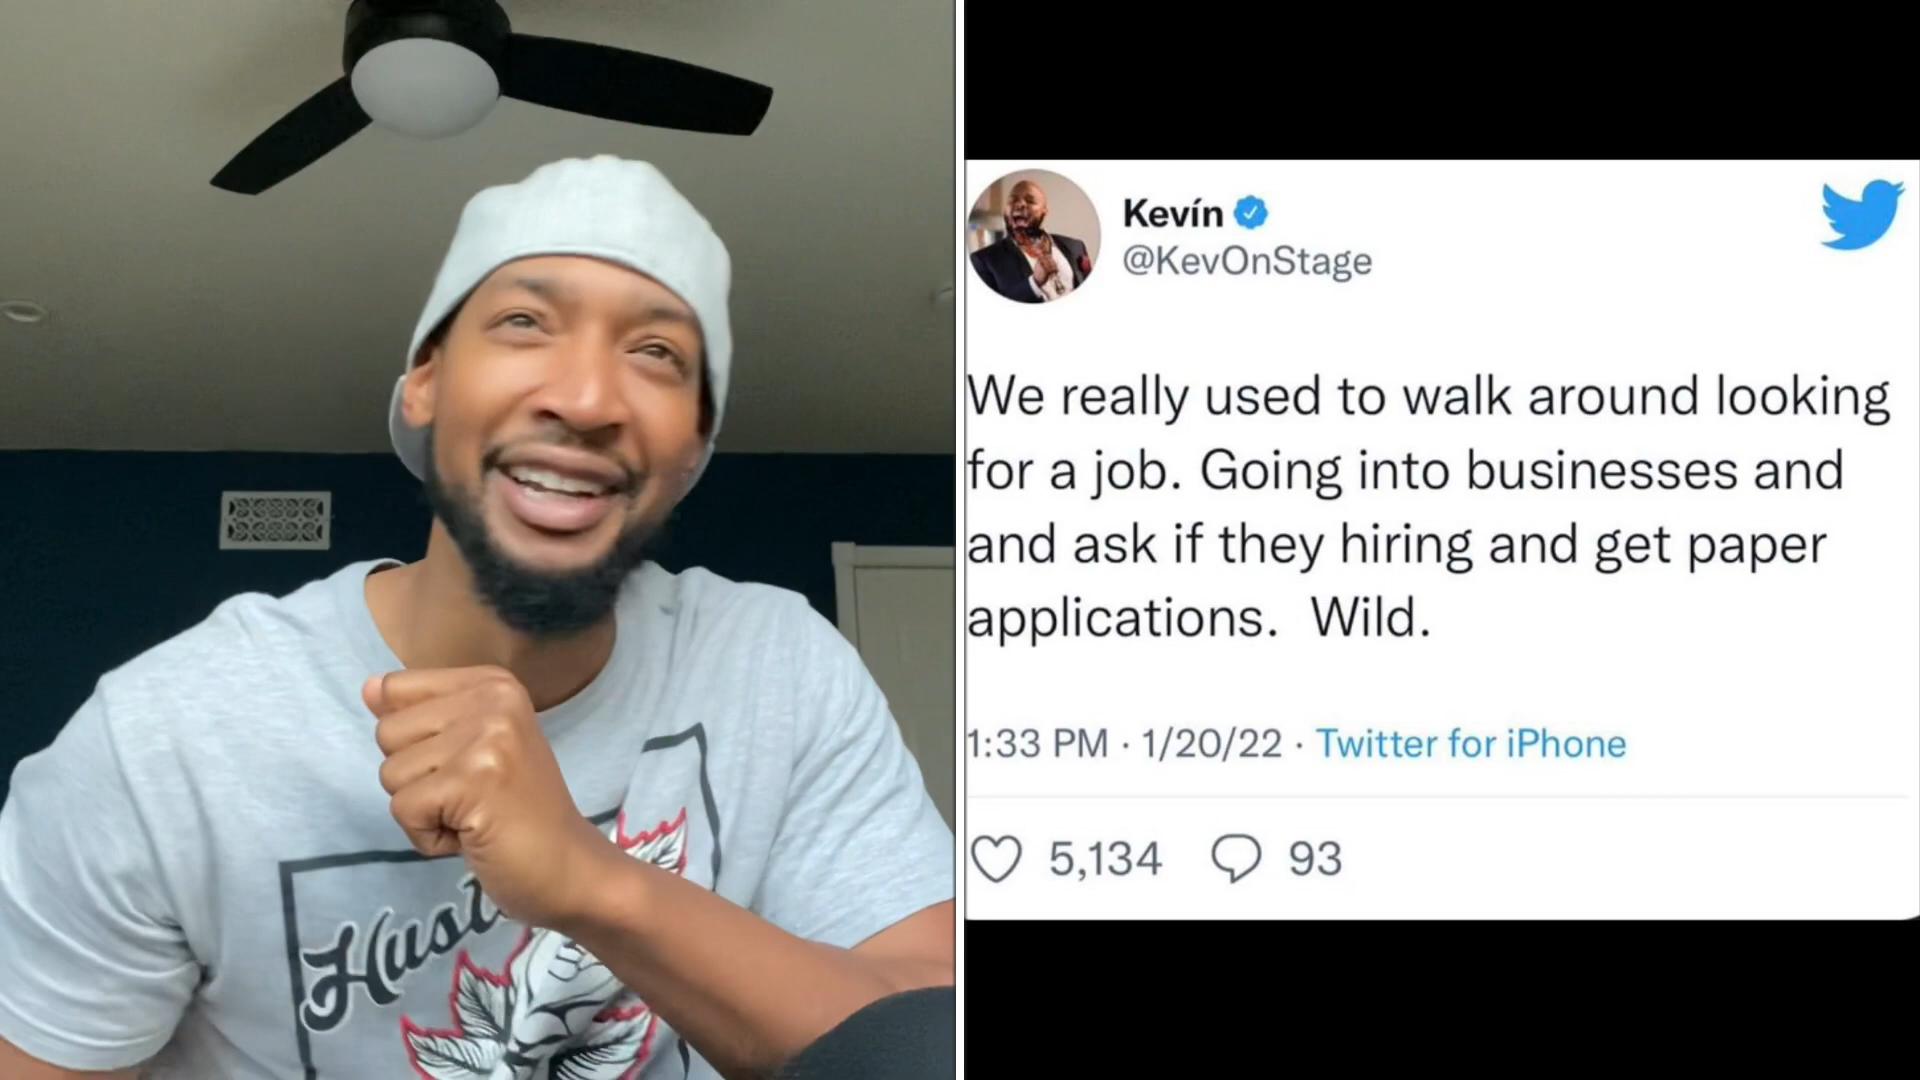 Hust
Kevín
@KevOnStage
We really used to walk around looking
for a job. Going into businesses and
and ask if they hiring and get paper
applications. Wild.
1:33 PM · 1/20/22 · Twitter for iPhone
5,134 93